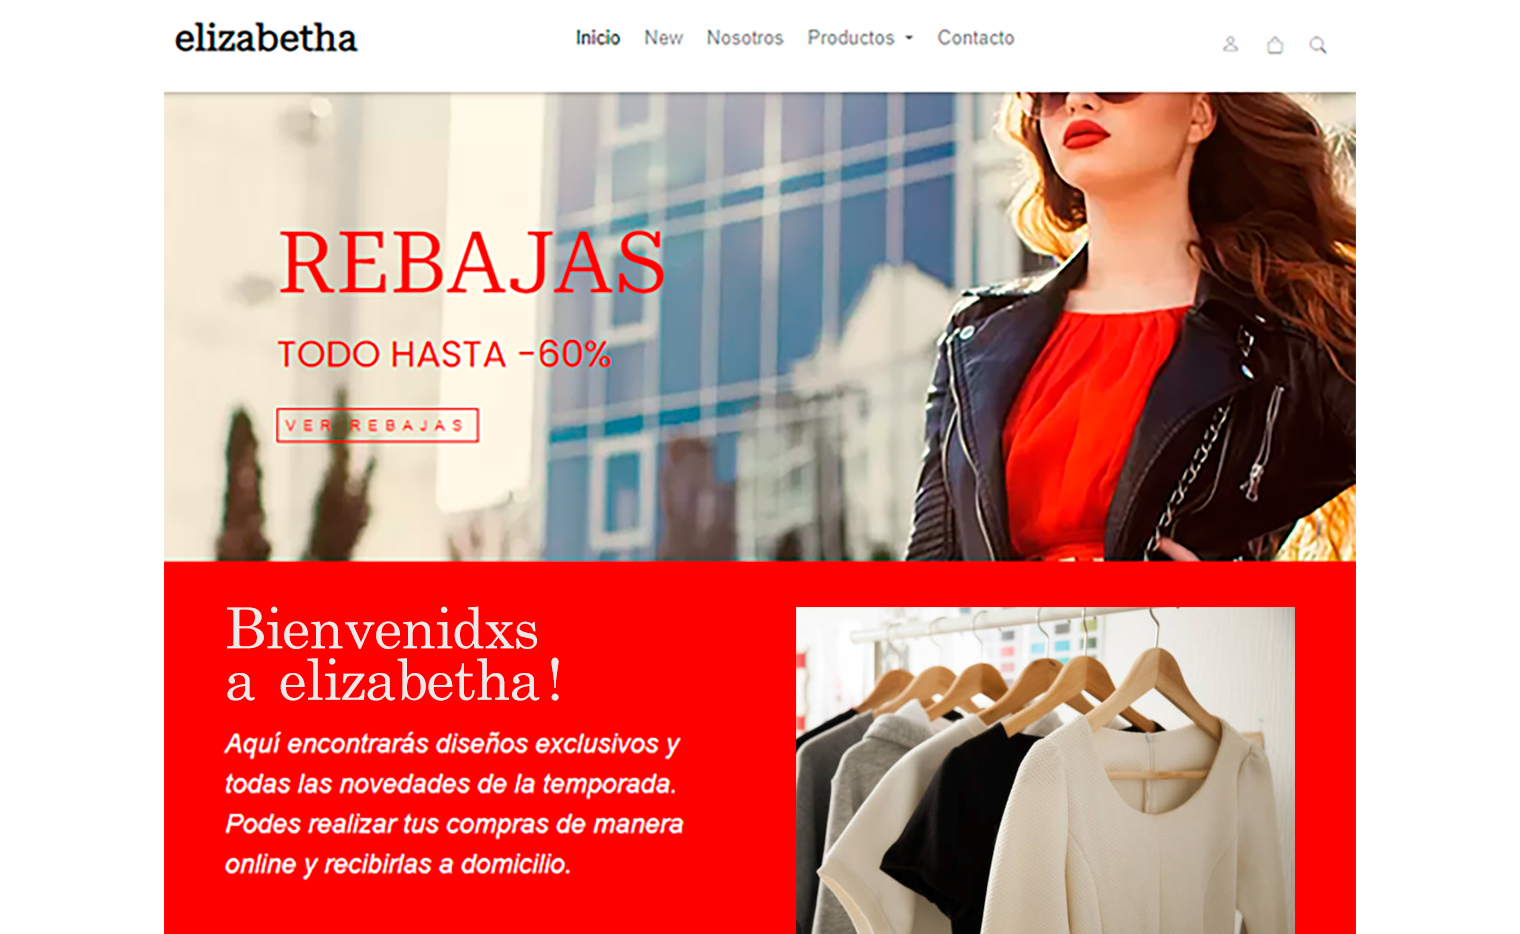 elizabetha
Inicio New Nosotros Productos Contacto
REBAJAS
TODO HASTA -60%
VER REBAJAS
Bienvenidxs
a elizabetha!
Aquí encontrarás diseños exclusivos y
todas las novedades de la temporada.
Podes realizar tus compras de manera
online y recibirlas a domicilio.